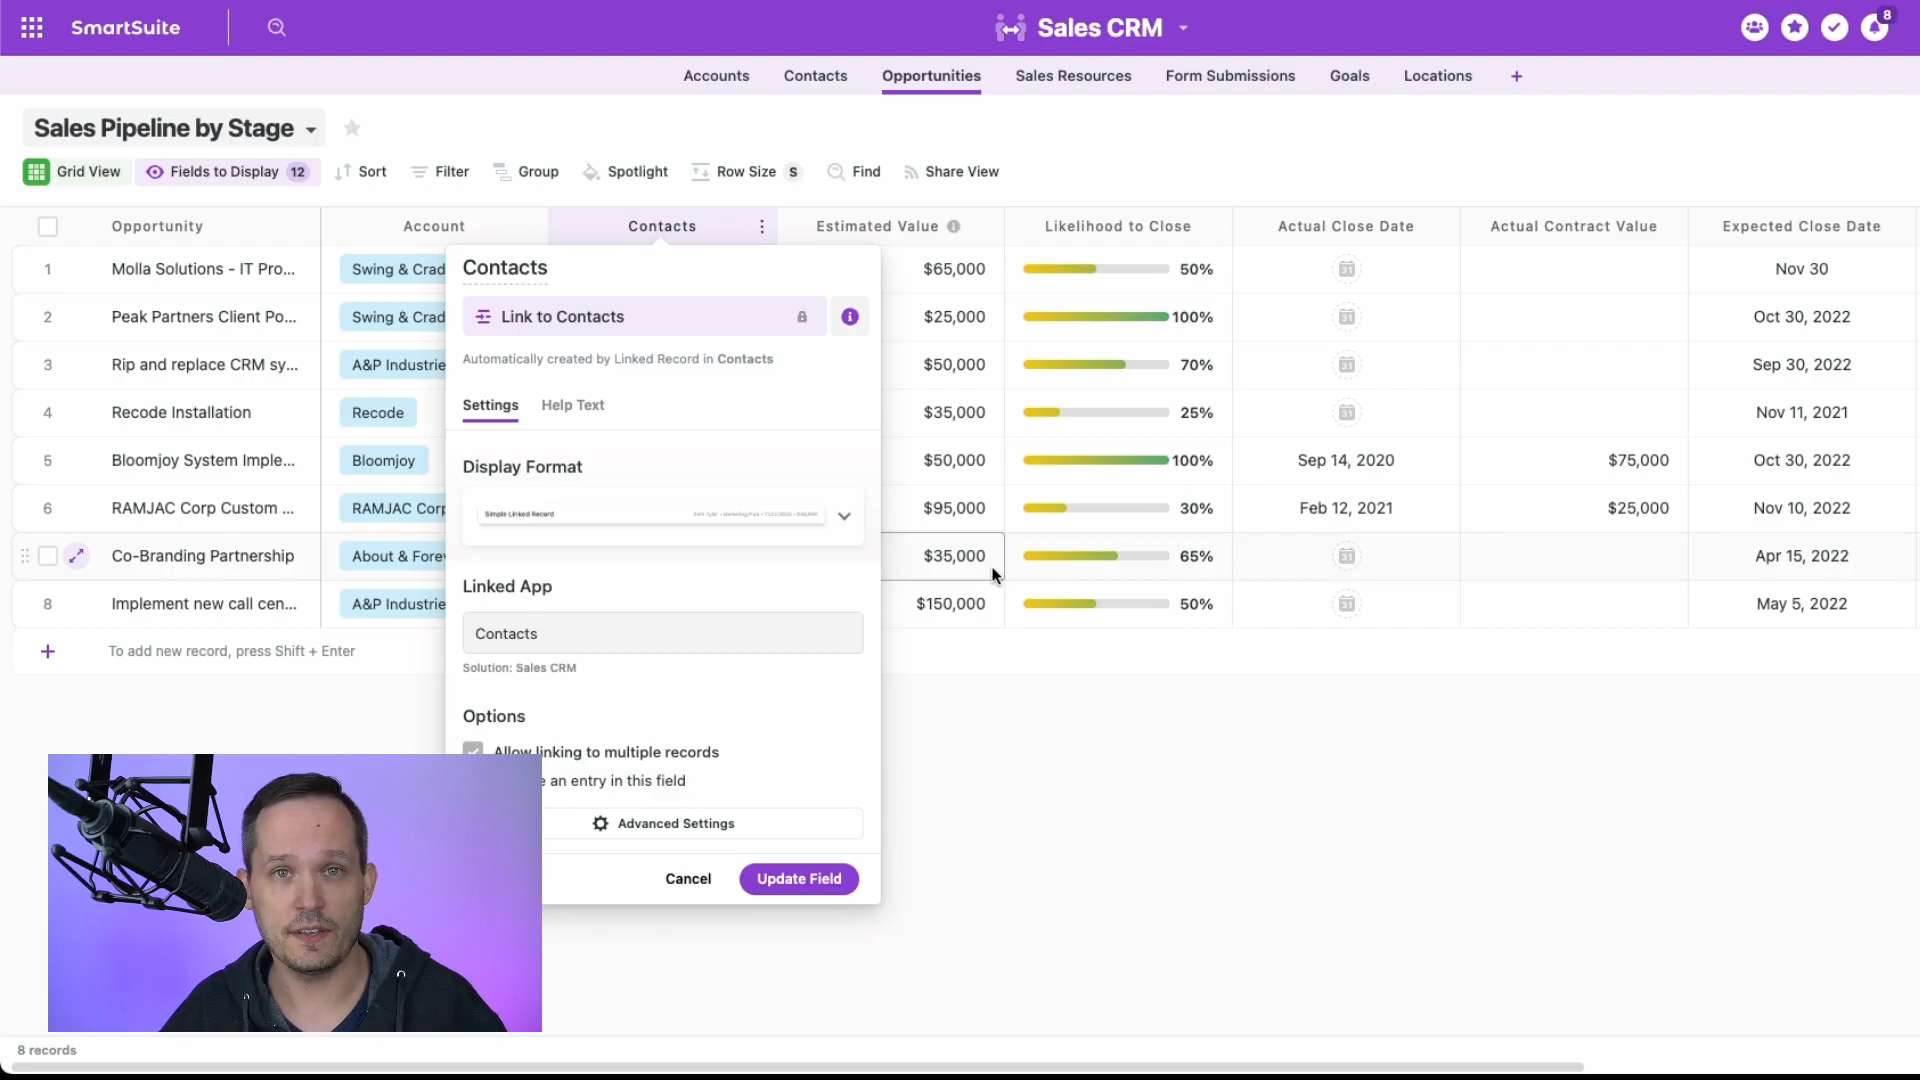 SmartSuite
Sales CRM
8
Accounts Contacts Opportunities Sales Resources Form Submissions Goals Locations +
Sales Pipeline by Stage
Grid View Fields to Display 12 Sort Filter Group Spotlight Row Size S Find Share View
Opportunity Account Contacts Estimated Value Likelihood to Close Actual Close Date Actual Contract Value Expected Close Date
1 Molla Solutions - IT Pro... Swing & Crad $65,000 50% 31 Nov 30
2 Peak Partners Client Po... Swing & Crad $25,000 100% 31 Oct 30, 2022
3 Rip and replace CRM sy... A&P Industrie $50,000 70% 31 Sep 30, 2022
4 Recode Installation Recode $35,000 25% 31 Nov 11, 2021
5 Bloomjoy System Imple... Bloomjoy $50,000 100% Sep 14, 2020 $75,000 Oct 30, 2022
6 RAMJAC Corp Custom ... RAMJAC Corp $95,000 30% Feb 12, 2021 $25,000 Nov 10, 2022
Co-Branding Partnership About & Fore $35,000 65% 31 Apr 15, 2022
8 Implement new call cen... A&P Industrie $150,000 50% 31 May 5, 2022
+ To add new record, press Shift + Enter
Contacts
Link to Contacts
Automatically created by Linked Record in Contacts
Settings Help Text
Display Format
Simple Linked Record
Linked App
Contacts
Solution: Sales CRM
Options
Allow linking to multiple records
an entry in this field
Advanced Settings
Cancel Update Field
8 records